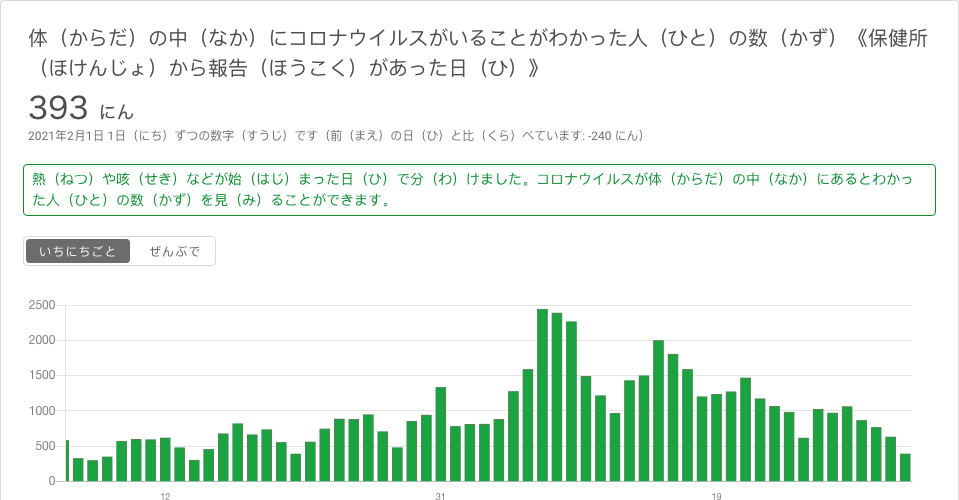 体（からだ）の中（なか）にコロナウイルスがいることがわかった人（ひと）の数（かず）《保健所
（ほけんじょ）から報告（ほうこく）があった日（ひ）》
393 にん
2021年2月1日 1日（にち）ずつの数字（すうじ）です（前（まえ）の日（ひ）と比（くら）べています: -240 にん）
熱（ねつ）や咳（せき）などが始（はじ）まった日（ひ）で分（わ）けました。コロナウイルスが体（からだ）の中（なか）にあるとわかっ
た人（ひと）の数（かず）を見（み）ることができます。
いちにちごと ぜんぶで
2500
2000
1500
1000
500
0
12 31 19